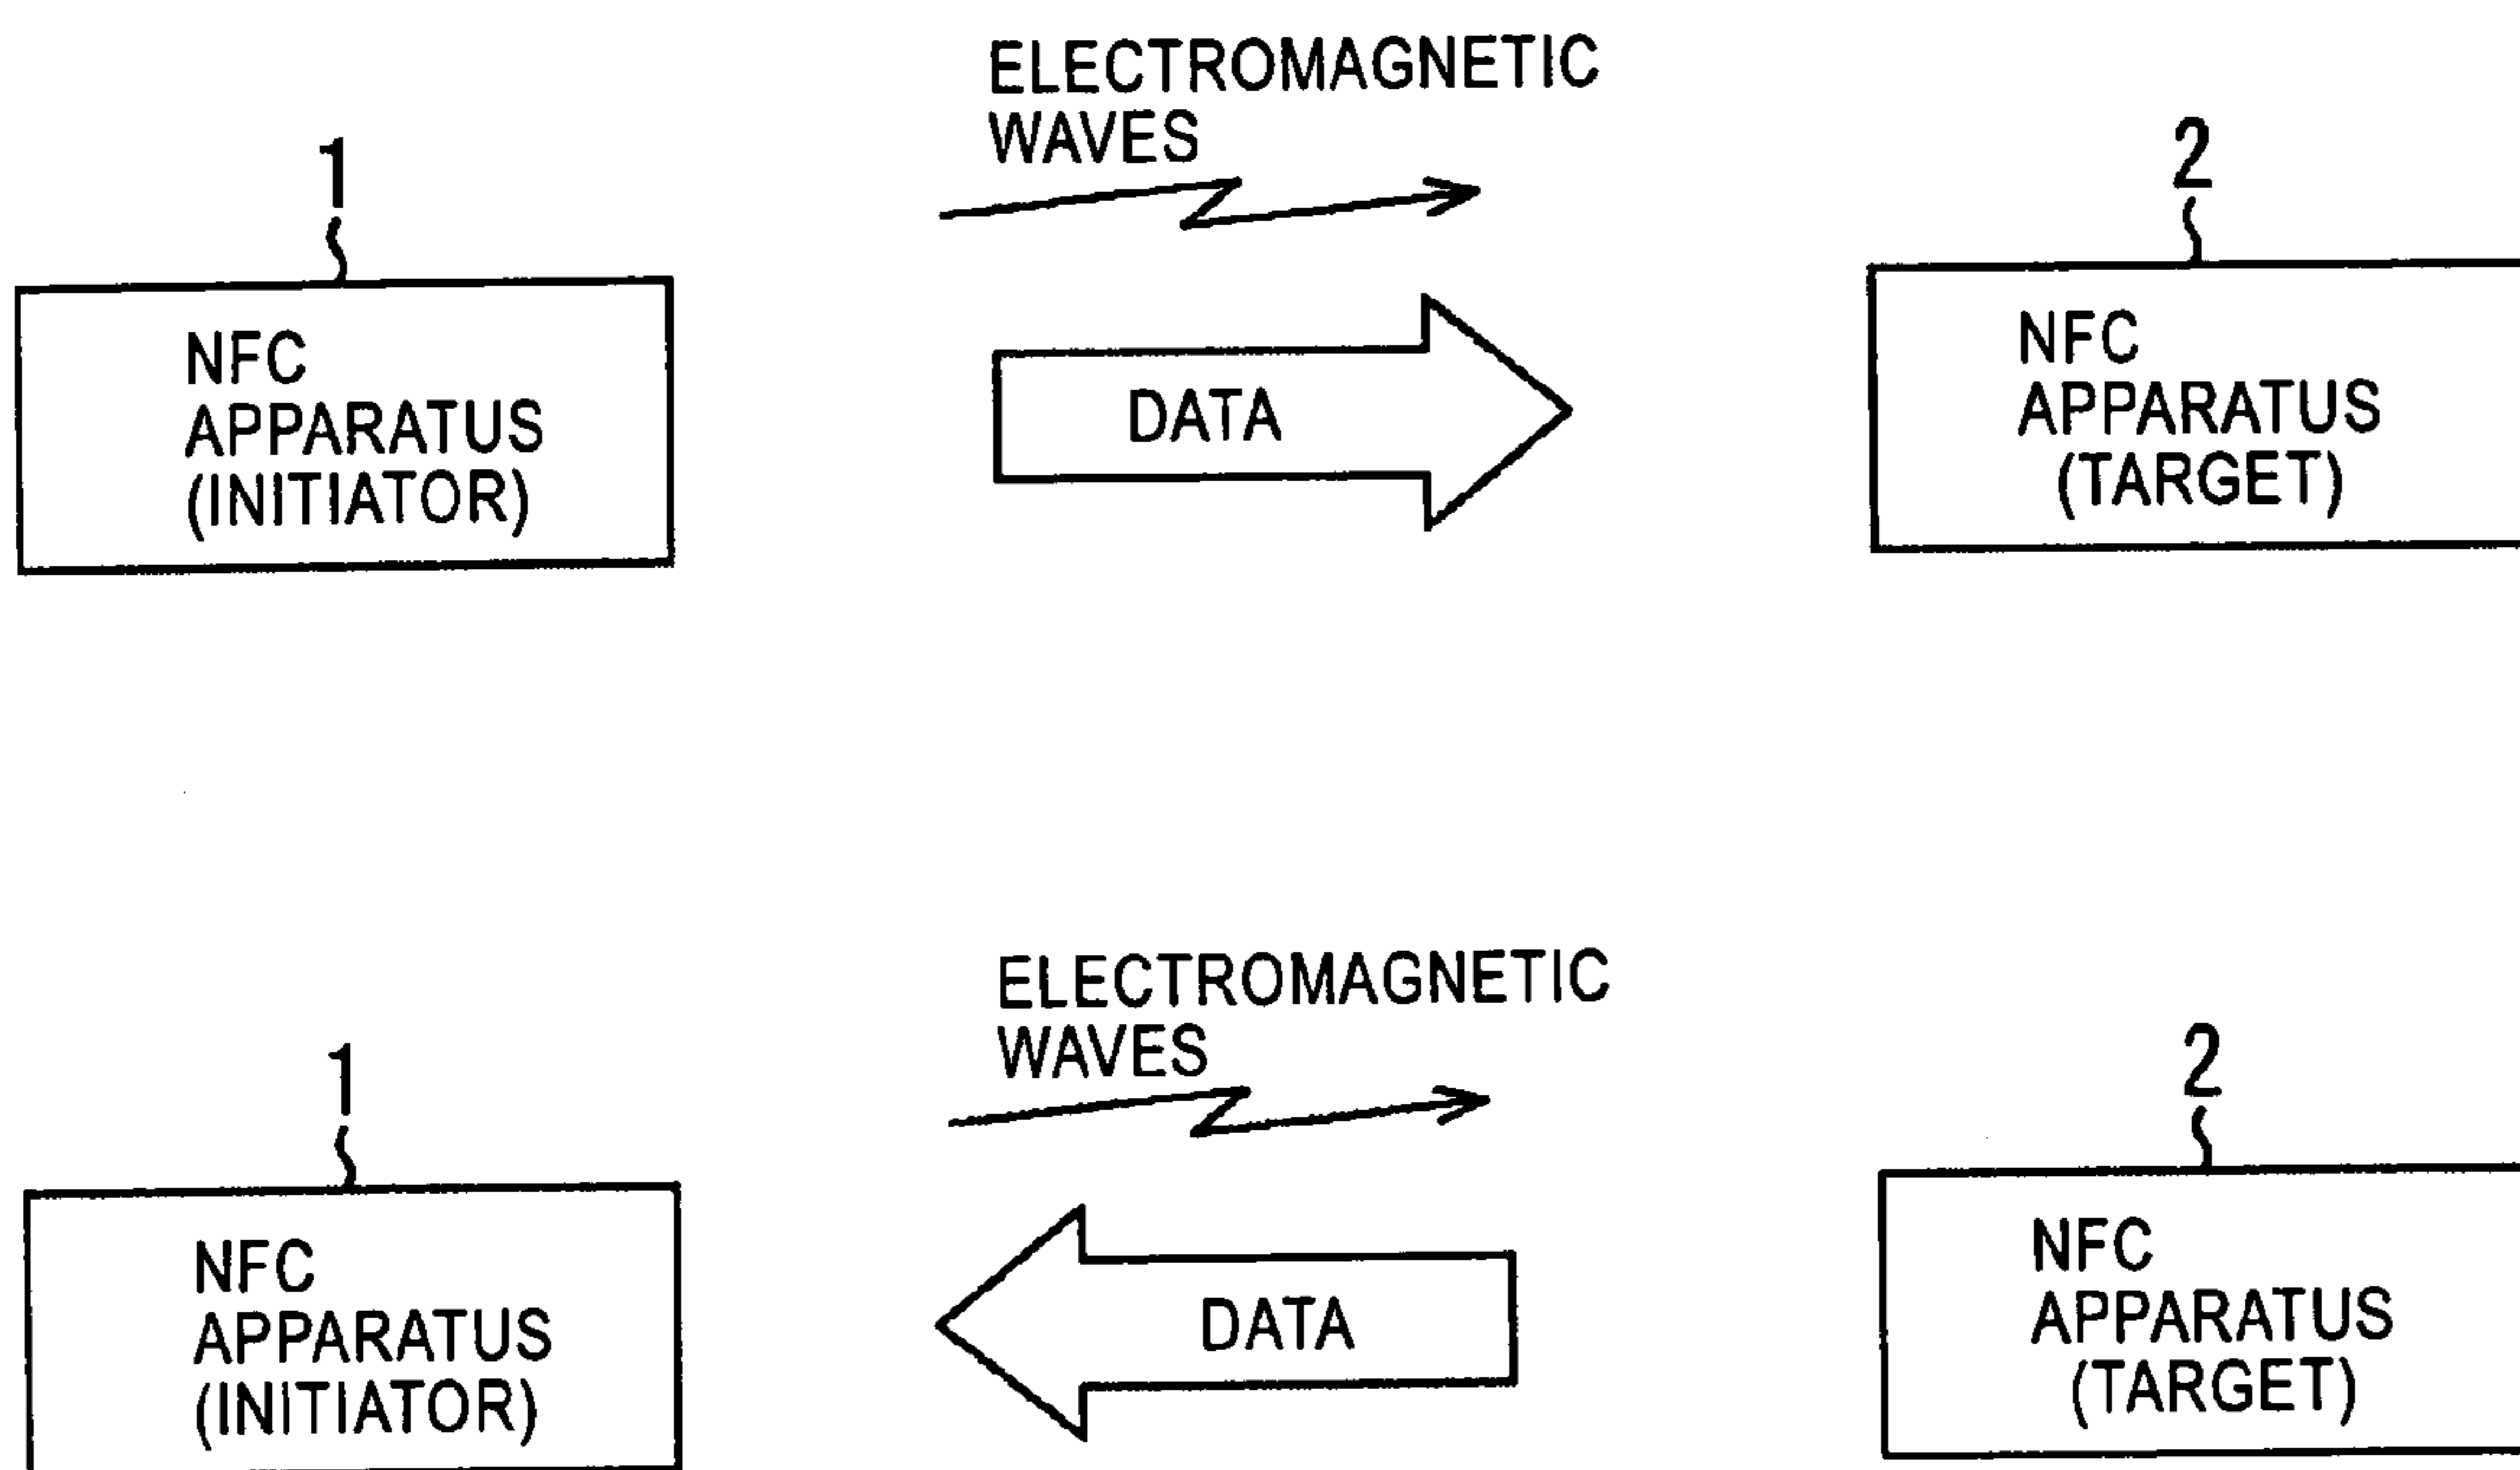 ELECTROMAGNETIC
WAVES
1
2
NFC
APPARATUS
(INITIATOR)
DATA
NFC
APPARATUS
(TARGET)
ELECTROMAGNETIC
WAVES
1
2
NFC
APPARATUS
(INITIATOR)
DATA
NFC
APPARATUS
(TARGET)